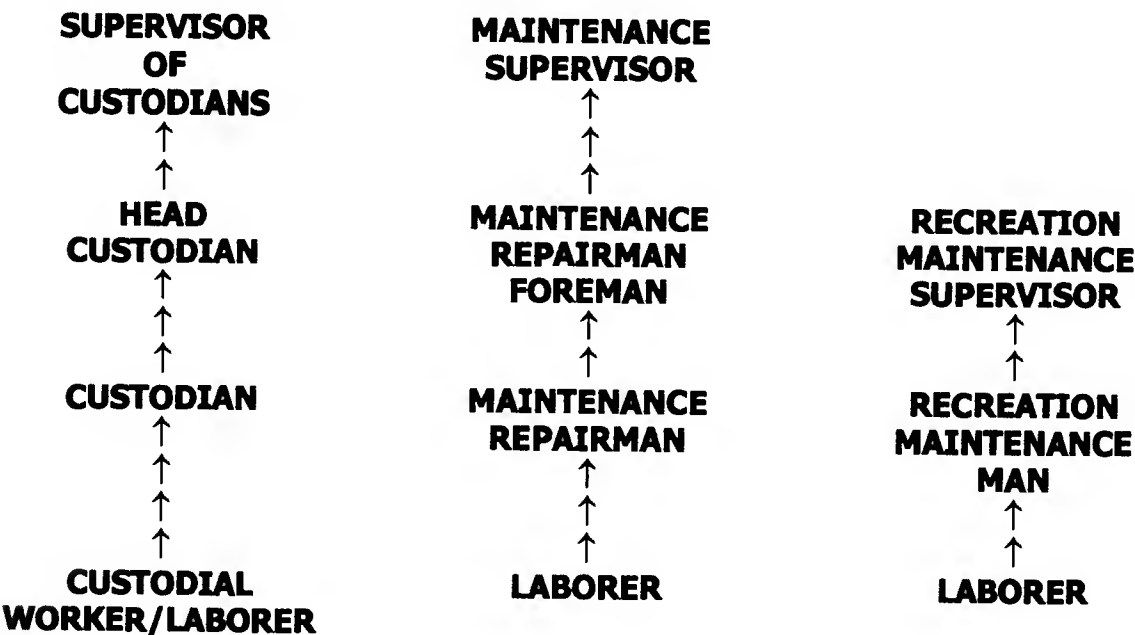 SUPERVISOR
OF
CUSTODIANS
↑
↑
HEAD
CUSTODIAN
↑
↑
↑
CUSTODIAN
↑
↑
↑
↑
CUSTODIAL
WORKER/LABORER
MAINTENANCE
SUPERVISOR
↑
↑
↑
MAINTENANCE
REPAIRMAN
FOREMAN
↑
↑
MAINTENANCE
REPAIRMAN
↑
↑
↑
LABORER
RECREATION
MAINTENANCE
SUPERVISOR
↑
↑
RECREATION
MAINTENANCE
MAN
↑
↑
LABORER